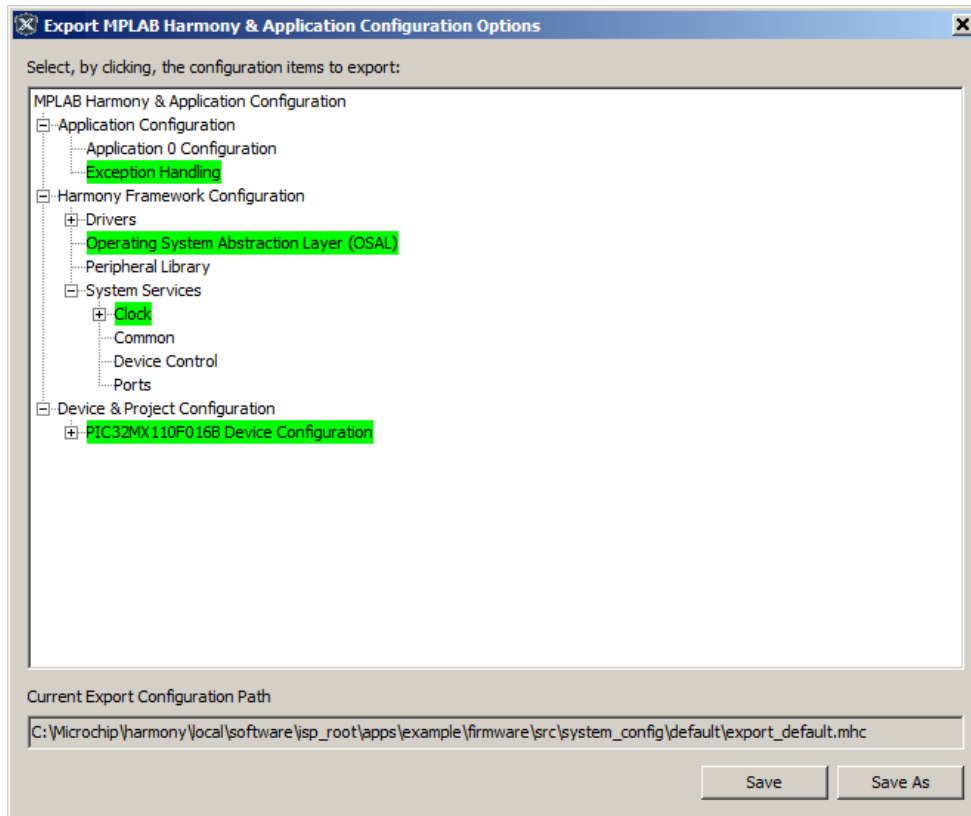 Export MPLAB Harmony & Application Configuration Options
Select, by clicking, the configuration items to export:
MPLAB Harmony & Application Configuration
Application Configuration
Application 0 Configuration
Exception Handling
Harmony Framework Configuration
Drivers
Operating System Abstraction Layer (OSAL)
Peripheral Library
System Services
Clock
Common
Device Control
Ports
Device & Project Configuration
PIC32MX110F016B Device Configuration
Current Export Configuration Path
C:\Microchip\harmony\local\software\isp_root\apps\example\firmware\src\system_config\default\export_default.mhc
Save Save As